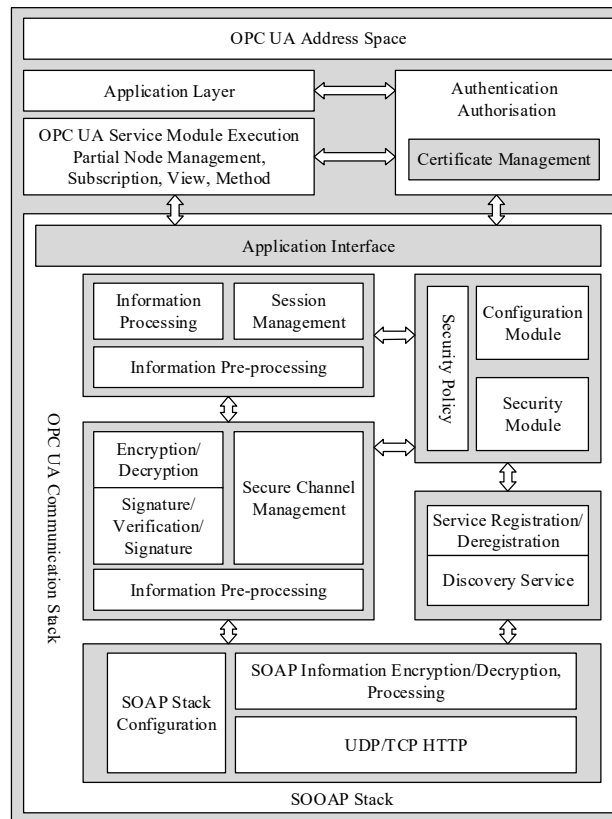 OPC UA Address Space
Application Layer
Authentication
Authorisation
OPC UA Service Module Execution
Partial Node Management,
Subscription, View, Method
Certificate Management
Application Interface
Information
Processing
Session
Management
Information Pre-processing
Security Policy
Configuration
Module
Security
Module
OPC UA Communication Stack
Encryption/
Decryption
Signature/
Verification/
Signature
Secure Channel
Management
Information Pre-processing
Service Registration/
Deregistration
Discovery Service
SOAP Stack
Configuration
SOAP Information Encryption/Decryption,
Processing
UDP/TCP HTTP
SOOAP Stack